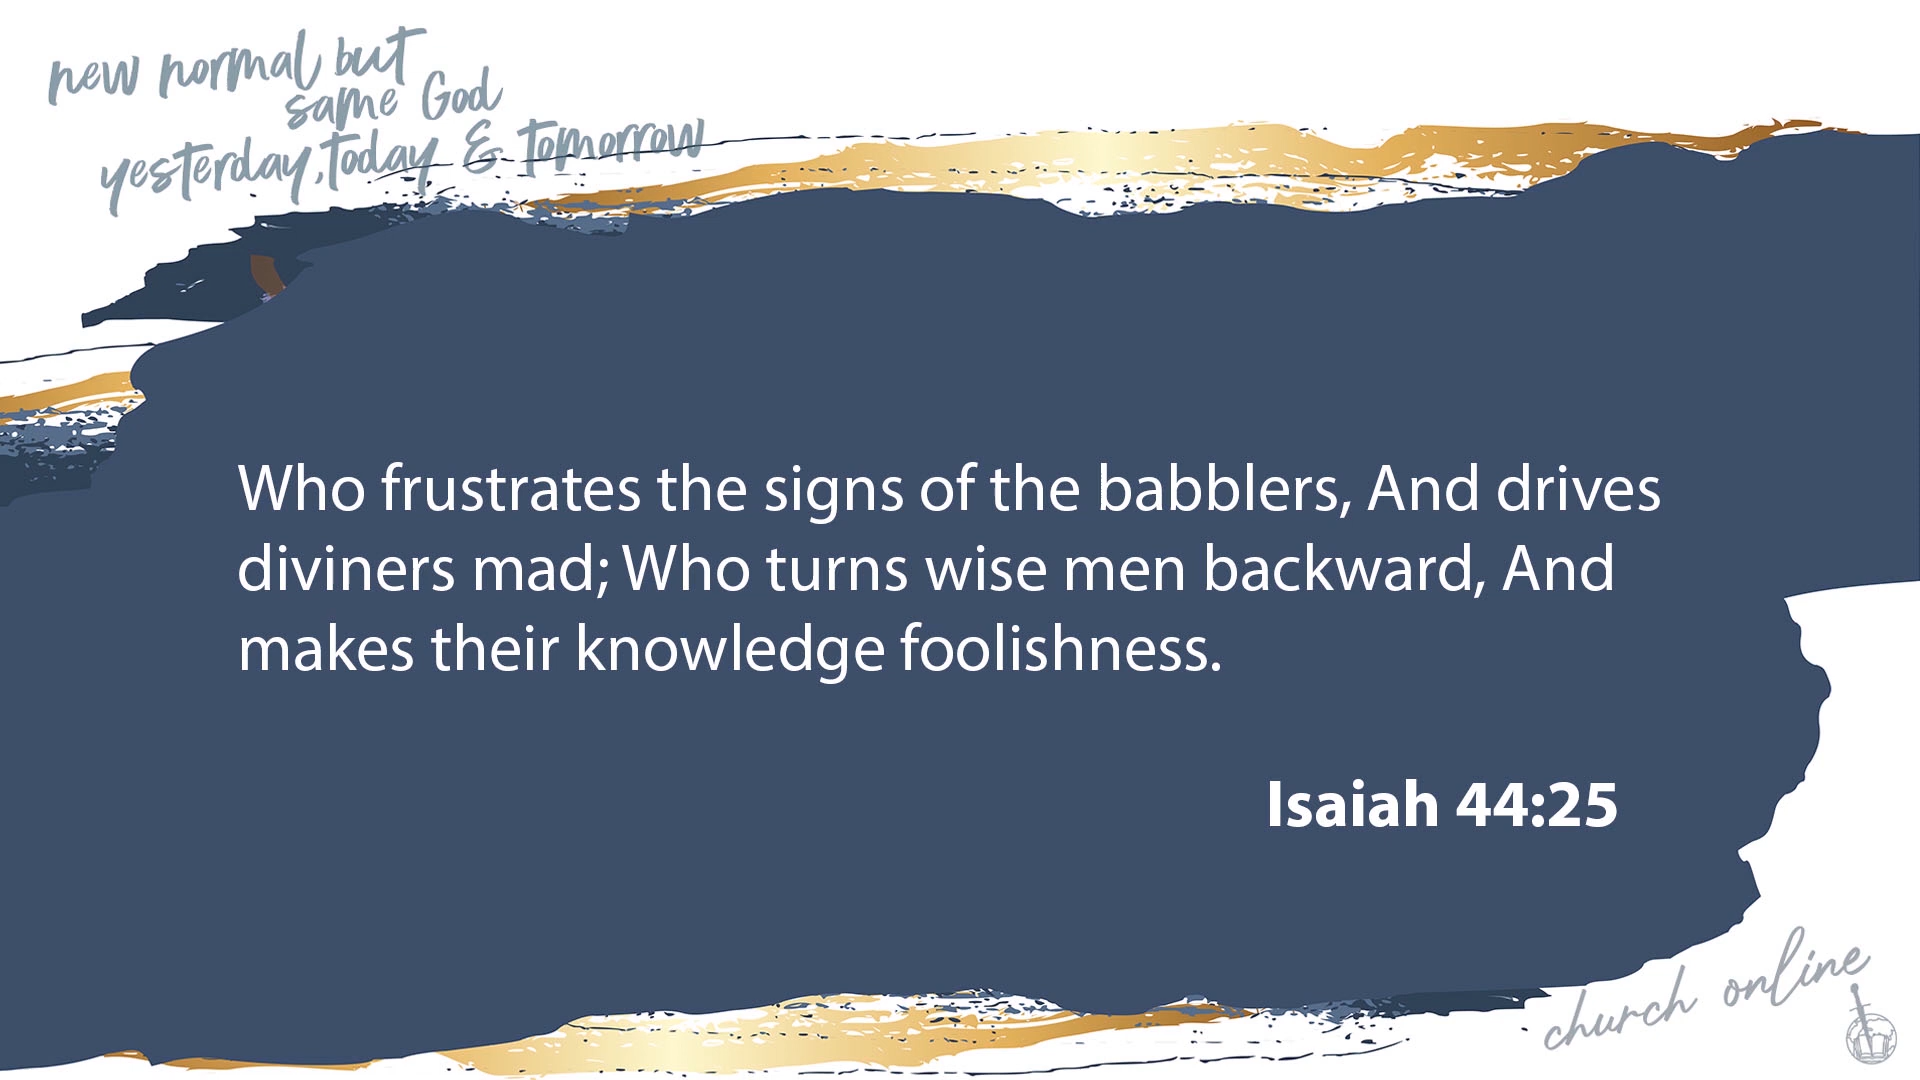 new normal but
same God
yesterday, today & tomorrow
Who frustrates the signs of the babblers, And drives
diviners mad; Who turns wise men backward, And
makes their knowledge foolishness.
Isaiah 44:25
church online